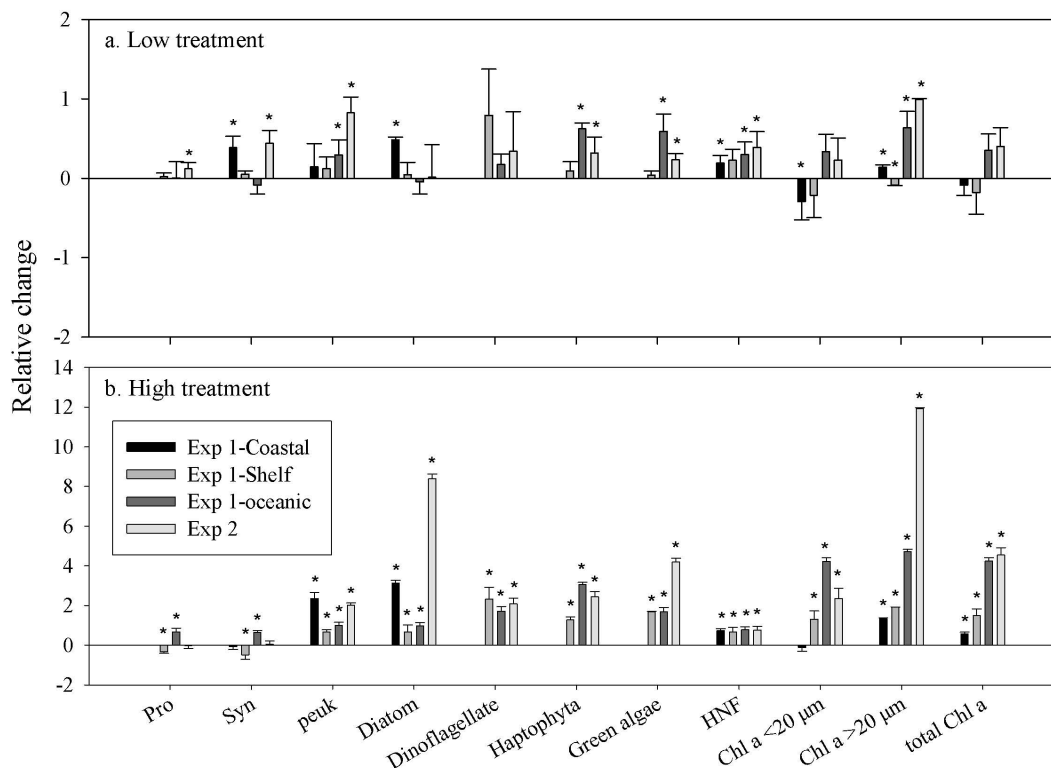 a. Low treatment
2
1
0
-1
-2
* * * * * * * * * * * * * * * * * *
Relative change
b. High treatment
14
12
10
8
6
4
2
0
-2
Exp 1-Coastal
Exp 1-Shelf
Exp 1-oceanic
Exp 2
* * * * * * * * * * * * * * * * * * * * * * * * * * * * * * * * * * *
Pro
Syn
peuk
Diatom
Dinoflagellate
Haptophyta
Green algae
HNF
Chl a <20 μm
Chl a >20 μm
total Chl a